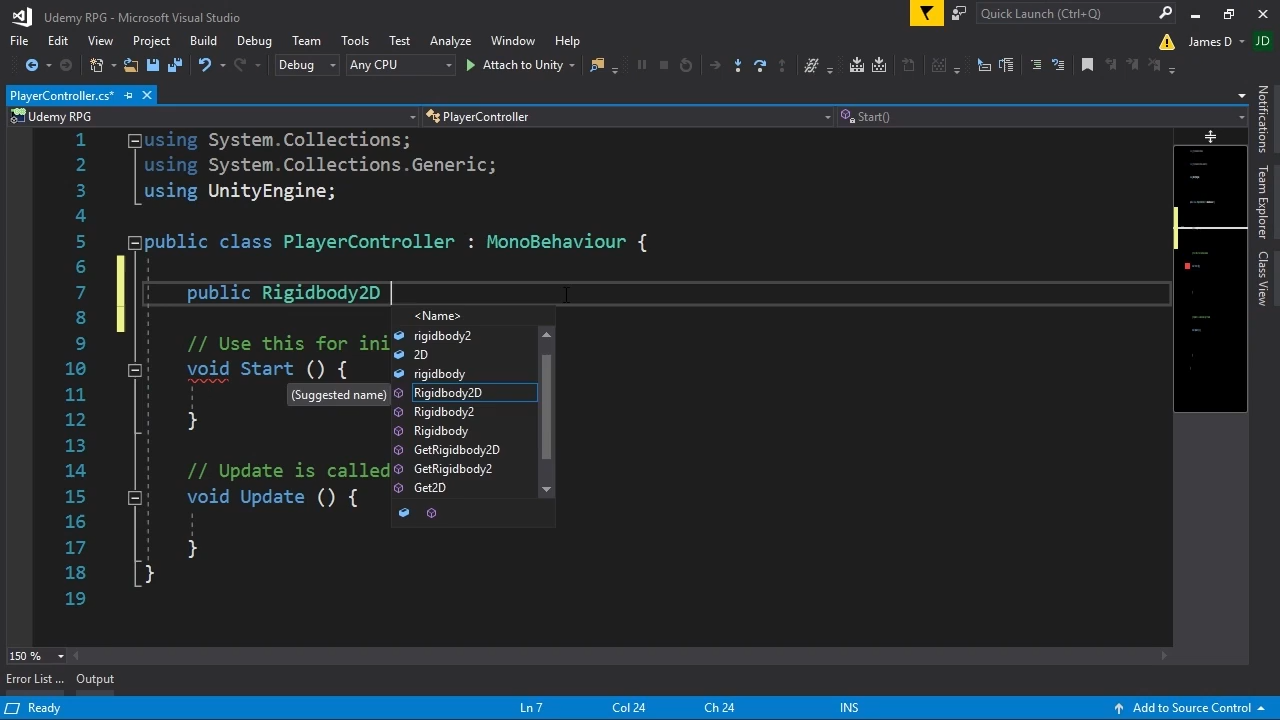 Udemy RPG - Microsoft Visual Studio
Quick Launch (Ctrl+Q)
File Edit View Project Build Debug Team Tools Test Analyze Window Help
James D JD
Debug Any CPU Attach to Unity
PlayerController.cs*
Udemy RPG PlayerController Start()
1 using System.Collections;
2 using System.Collections.Generic;
3 using UnityEngine;
4
5 public class PlayerController : MonoBehaviour {
6
7 public Rigidbody2D
8
9 // Use this for ini
10 void Start () {
11
12 }
13
14 // Update is called
15 void Update () {
16
17 }
18 }
19
<Name>
rigidbody2
2D
rigidbody
Rigidbody2D
Rigidbody2
Rigidbody
GetRigidbody2D
GetRigidbody2
Get2D
(Suggested name)
Notifications
Team Explorer
Class View
150 %
Error List ... Output
Ready Ln 7 Col 24 Ch 24 INS Add to Source Control